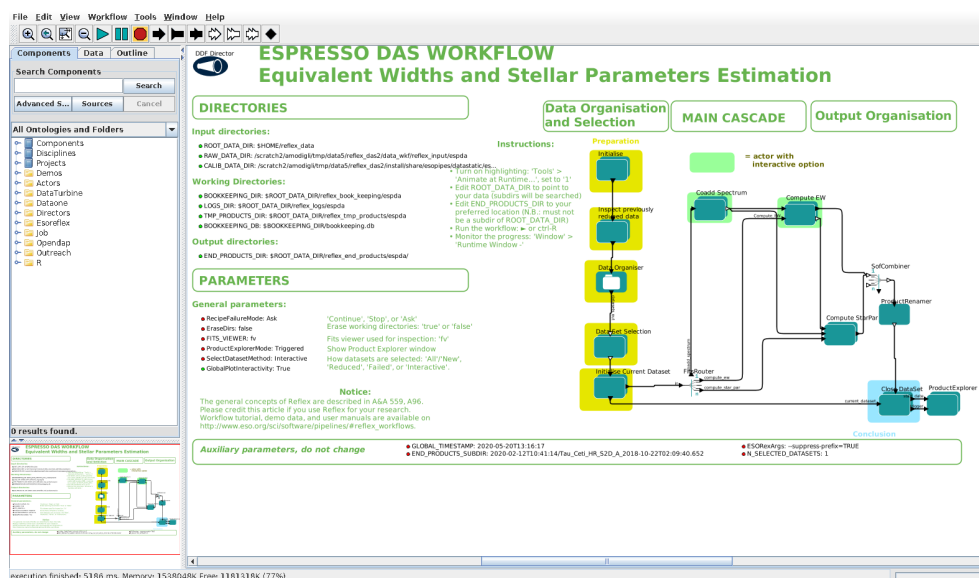 File Edit View Workflow Tools Window Help
Components Data Outline
Search Components
Search
Advanced S... Sources Cancel
All Ontologies and Folders
Components
Disciplines
Projects
Demos
Actors
DataTurbine
Dataone
Directors
Esoreflex
Job
Opendap
Outreach
R
0 results found.
DDF Director
ESPRESSO DAS WORKFLOW
Equivalent Widths and Stellar Parameters Estimation
DIRECTORIES
Input directories:
ROOT_DATA_DIR: $HOME/reflex_data
RAW_DATA_DIR: /scratch2/amodigli/tmp/data5/reflex_das2/data_wkf/reflex_input/espda
CALIB_DATA_DIR: /scratch2/amodigli/tmp/data5/reflex_das2/install/share/esopipes/datastatic/es...
Working Directories:
BOOKKEEPING_DIR: $ROOT_DATA_DIR/reflex_book_keeping/espda
LOGS_DIR: $ROOT_DATA_DIR/reflex_logs/espda
TMP_PRODUCTS_DIR: $ROOT_DATA_DIR/reflex_tmp_products/espda
BOOKKEEPING_DB: $BOOKKEEPING_DIR/bookkeeping.db
Output directories:
END_PRODUCTS_DIR: $ROOT_DATA_DIR/reflex_end_products/espda/
Instructions:
• Turn on highlighting: 'Tools' >
'Animate at Runtime...', set to '1'
• Edit ROOT_DATA_DIR to point to
your data (subdirs will be searched)
• Edit END_PRODUCTS_DIR to your
preferred location (N.B.: must not
be a subdir of ROOT_DATA_DIR)
• Run the workflow: ► or ctrl-R
• Monitor the progress: 'Window' >
'Runtime Window -'
PARAMETERS
General parameters:
RecipeFailureMode: Ask 'Continue', 'Stop', or 'Ask'
EraseDirs: false Erase working directories: 'true' or 'false'
FITS_VIEWER: fv Fits viewer used for inspection: 'fv'
ProductExplorerMode: Triggered Show Product Explorer window
SelectDatasetMethod: Interactive How datasets are selected: 'All'/'New',
GlobalPlotInteractivity: True 'Reduced', 'Failed', or 'Interactive'.
Notice:
The general concepts of Reflex are described in A&A 559, A96.
Please credit this article if you use Reflex for your research.
Workflow tutorial, demo data, and user manuals are available on
http://www.eso.org/sci/software/pipelines/#reflex_workflows.
Data Organisation
and Selection
MAIN CASCADE
Output Organisation
Preparation
Initialise
= actor with
interactive option
Coadd Spectrum
Compute EW
Compute_EW
Inspect previously
reduced data
Data Organiser
SofCombiner
ProductRenamer
Compute StarPar
Data Set Selection
Initialise Current Dataset
FitsRouter
compute_ew
compute_star_par
current_dataset
Close DataSet
ProductExplorer
Conclusion
Auxiliary parameters, do not change
GLOBAL_TIMESTAMP: 2020-05-20T13:16:17
END_PRODUCTS_SUBDIR: 2020-02-12T10:41:14/Tau_Ceti_HR_S2D_A_2018-10-22T02:09:40.652
ESORexArgs: --suppress-prefix=TRUE
N_SELECTED_DATASETS: 1
execution finished: 5186 ms. Memory: 1538048K Free: 1181318K (77%)